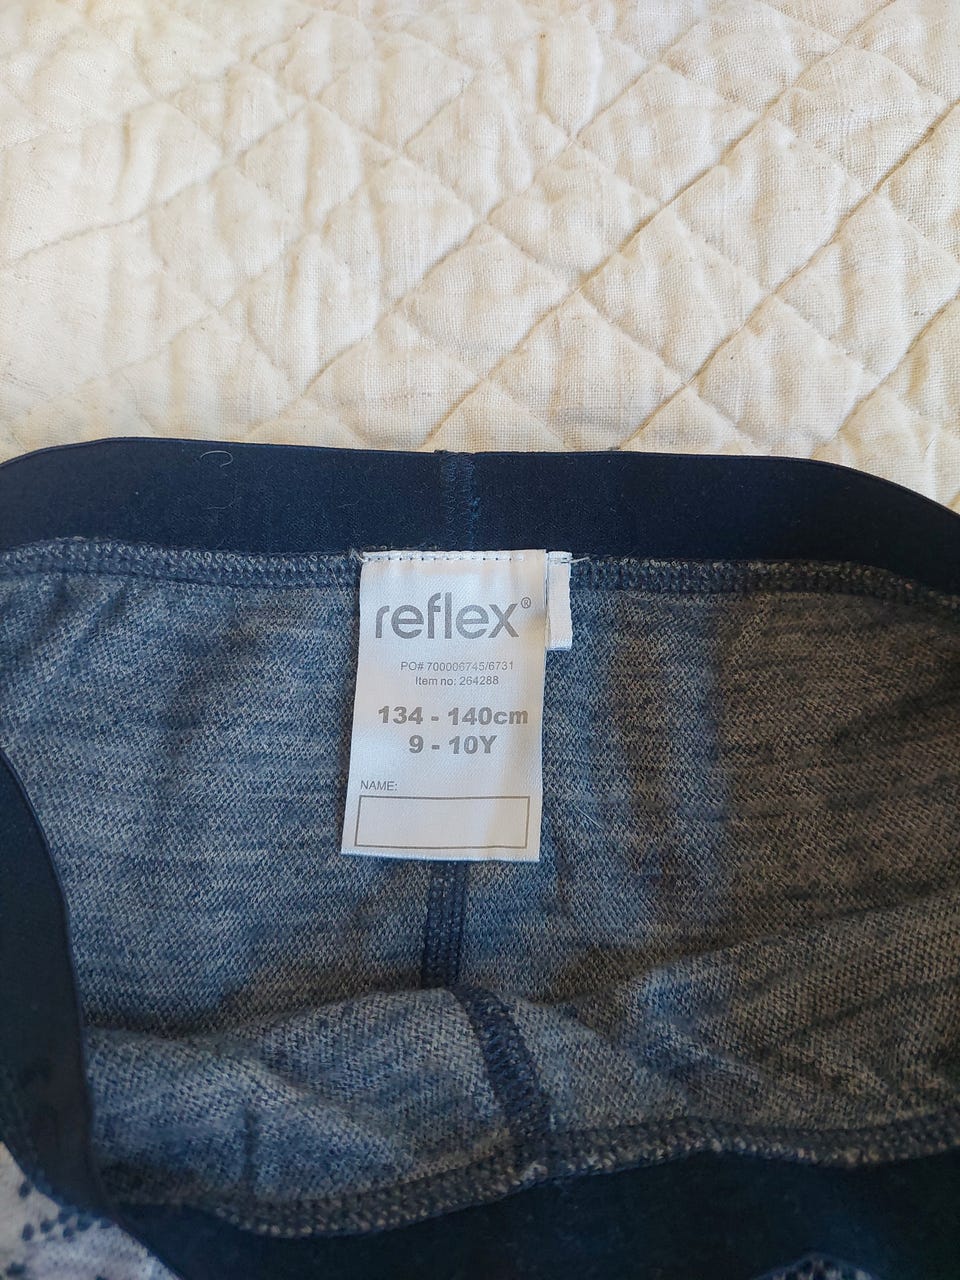 reflex®
PO# 700006745/6731
Item no: 264288
134 - 140cm
9 - 10Y
NAME: